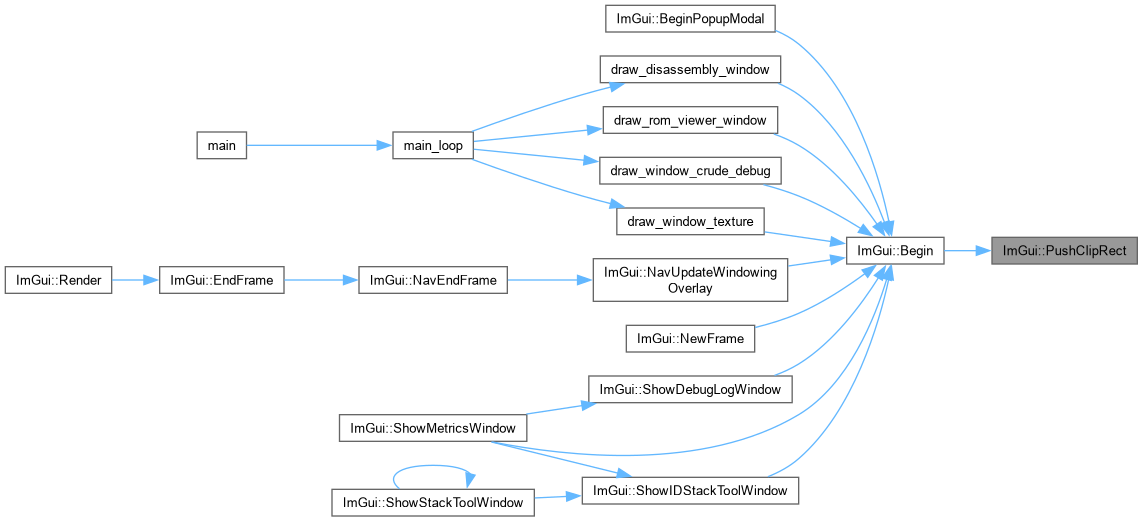 ImGui::BeginPopupModal
draw_disassembly_window
draw_rom_viewer_window
main
main_loop
draw_window_crude_debug
draw_window_texture
ImGui::Begin
ImGui::PushClipRect
ImGui::Render
ImGui::EndFrame
ImGui::NavEndFrame
ImGui::NavUpdateWindowing
Overlay
ImGui::NewFrame
ImGui::ShowDebugLogWindow
ImGui::ShowMetricsWindow
ImGui::ShowStackToolWindow
ImGui::ShowIDStackToolWindow